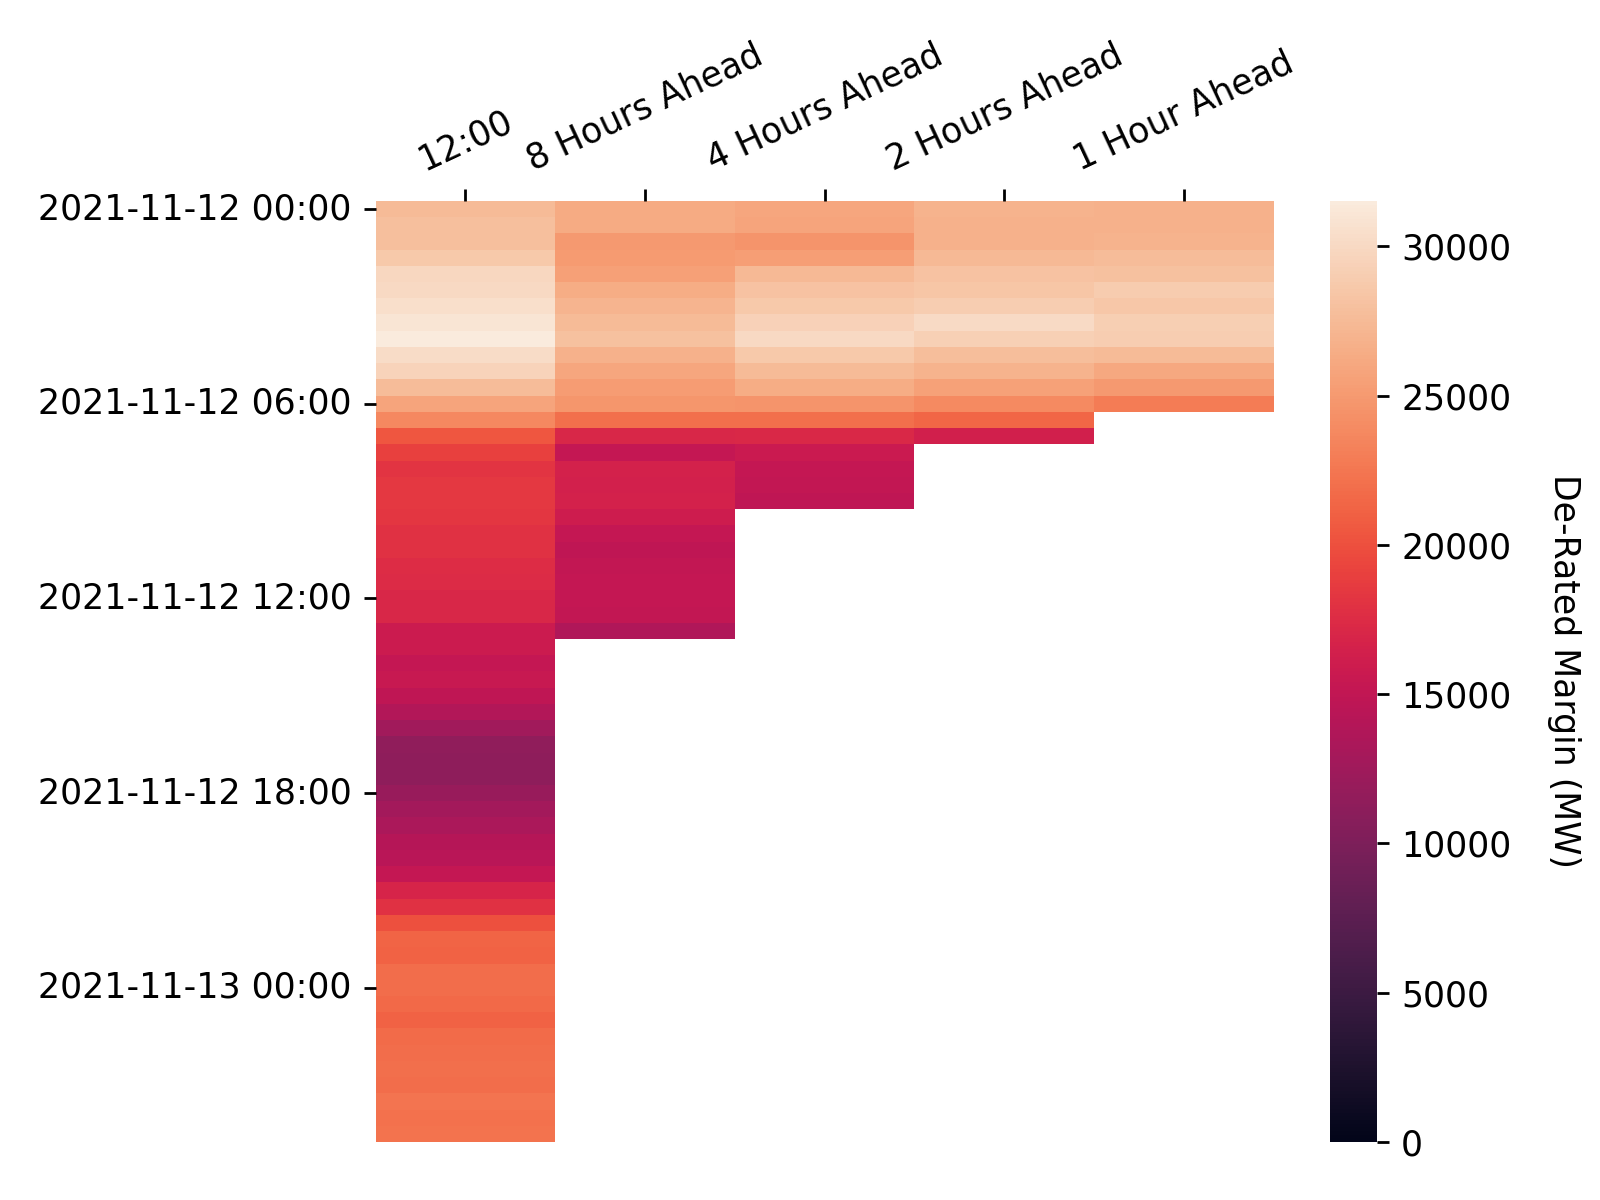 12:00
8 Hours Ahead
4 Hours Ahead
2 Hours Ahead
1 Hour Ahead
2021-11-12 00:00
2021-11-12 06:00
2021-11-12 12:00
2021-11-12 18:00
2021-11-13 00:00
30000
25000
20000
15000
10000
5000
0
De-Rated Margin (MW)